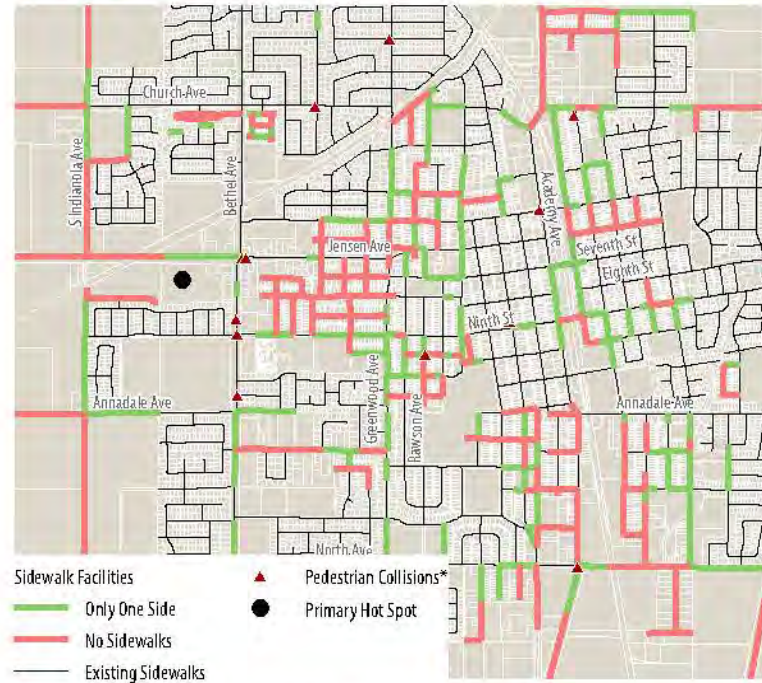 Church Ave
S Indianola Ave
Bethel Ave
Academy Ave
Jensen Ave
Seventh St
Eighth St
Ninth St
Greenwood Ave
Rawson Ave
Annadale Ave
Annadale Ave
North Ave
Sidewalk Facilities
Only One Side
No Sidewalks
Existing Sidewalks
Pedestrian Collisions*
Primary Hot Spot